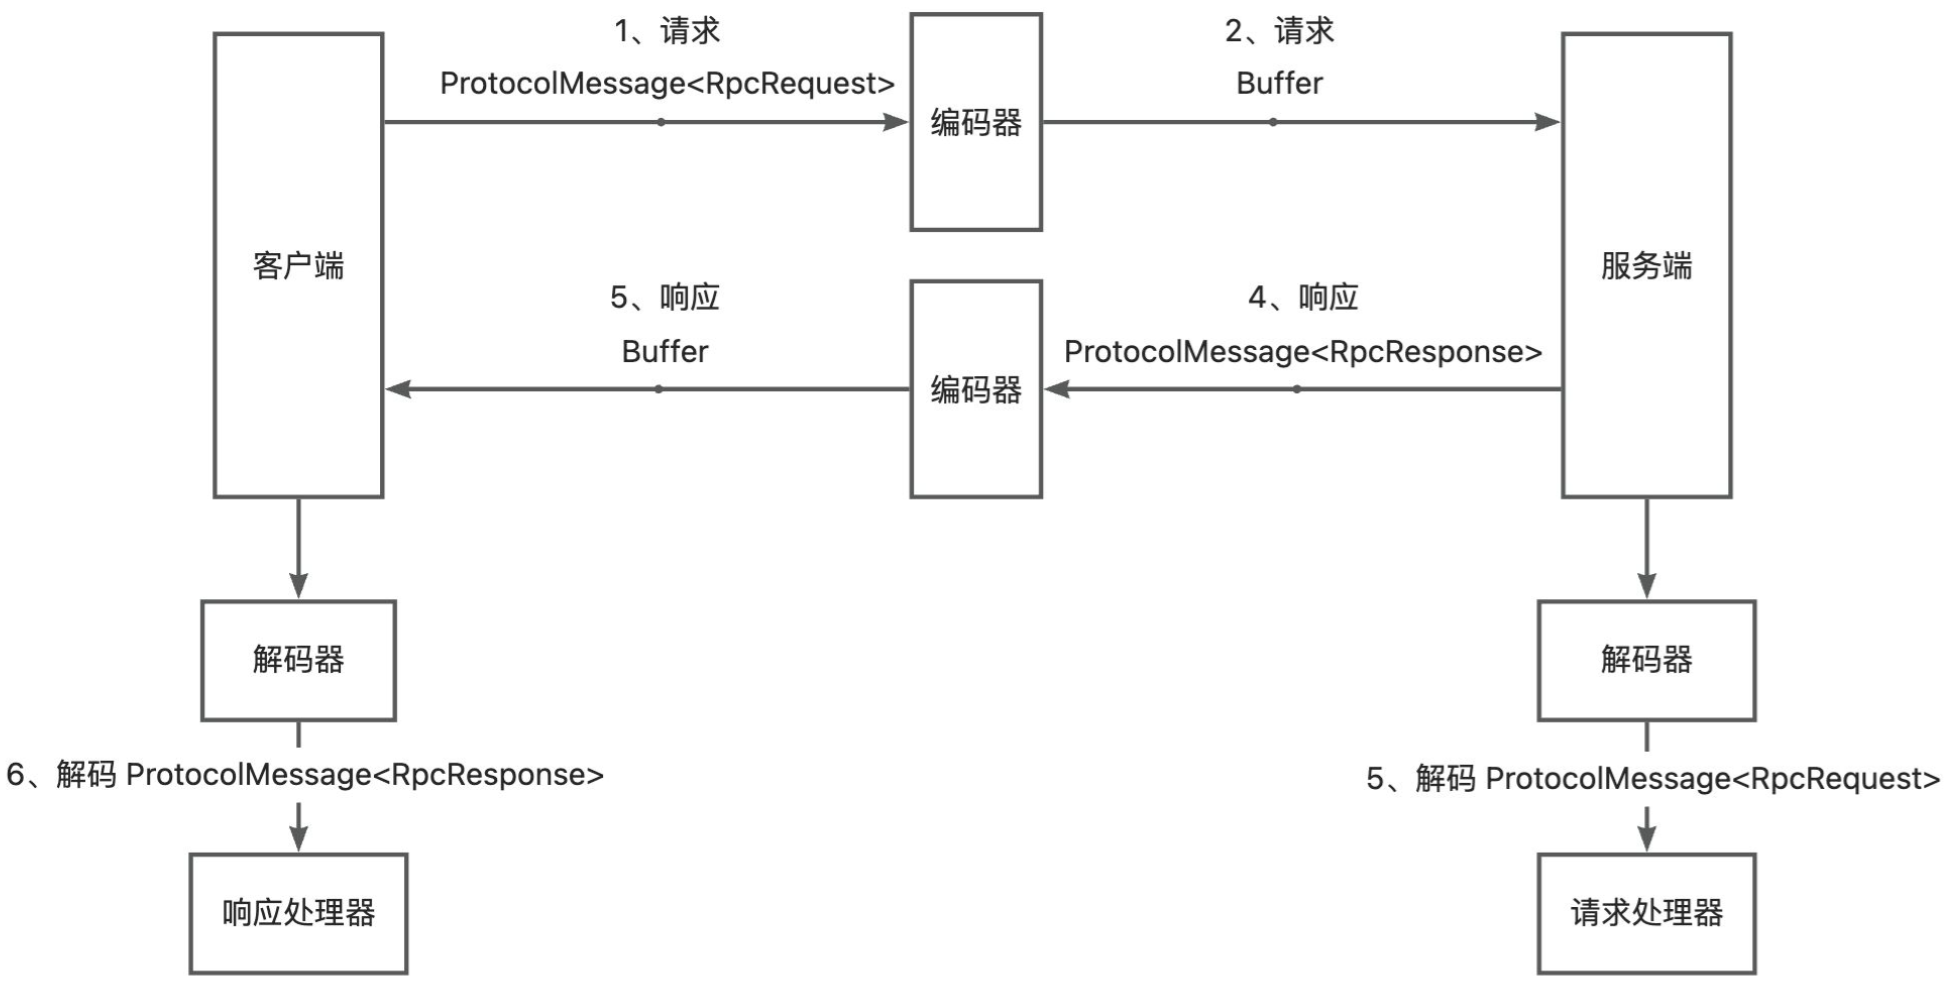 1、请求
ProtocolMessage<RpcRequest>
编码器
2、请求
Buffer
客户端
服务端
5、响应
Buffer
编码器
4、响应
ProtocolMessage<RpcResponse>
解码器
解码器
6、解码 ProtocolMessage<RpcResponse>
5、解码 ProtocolMessage<RpcRequest>
响应处理器
请求处理器